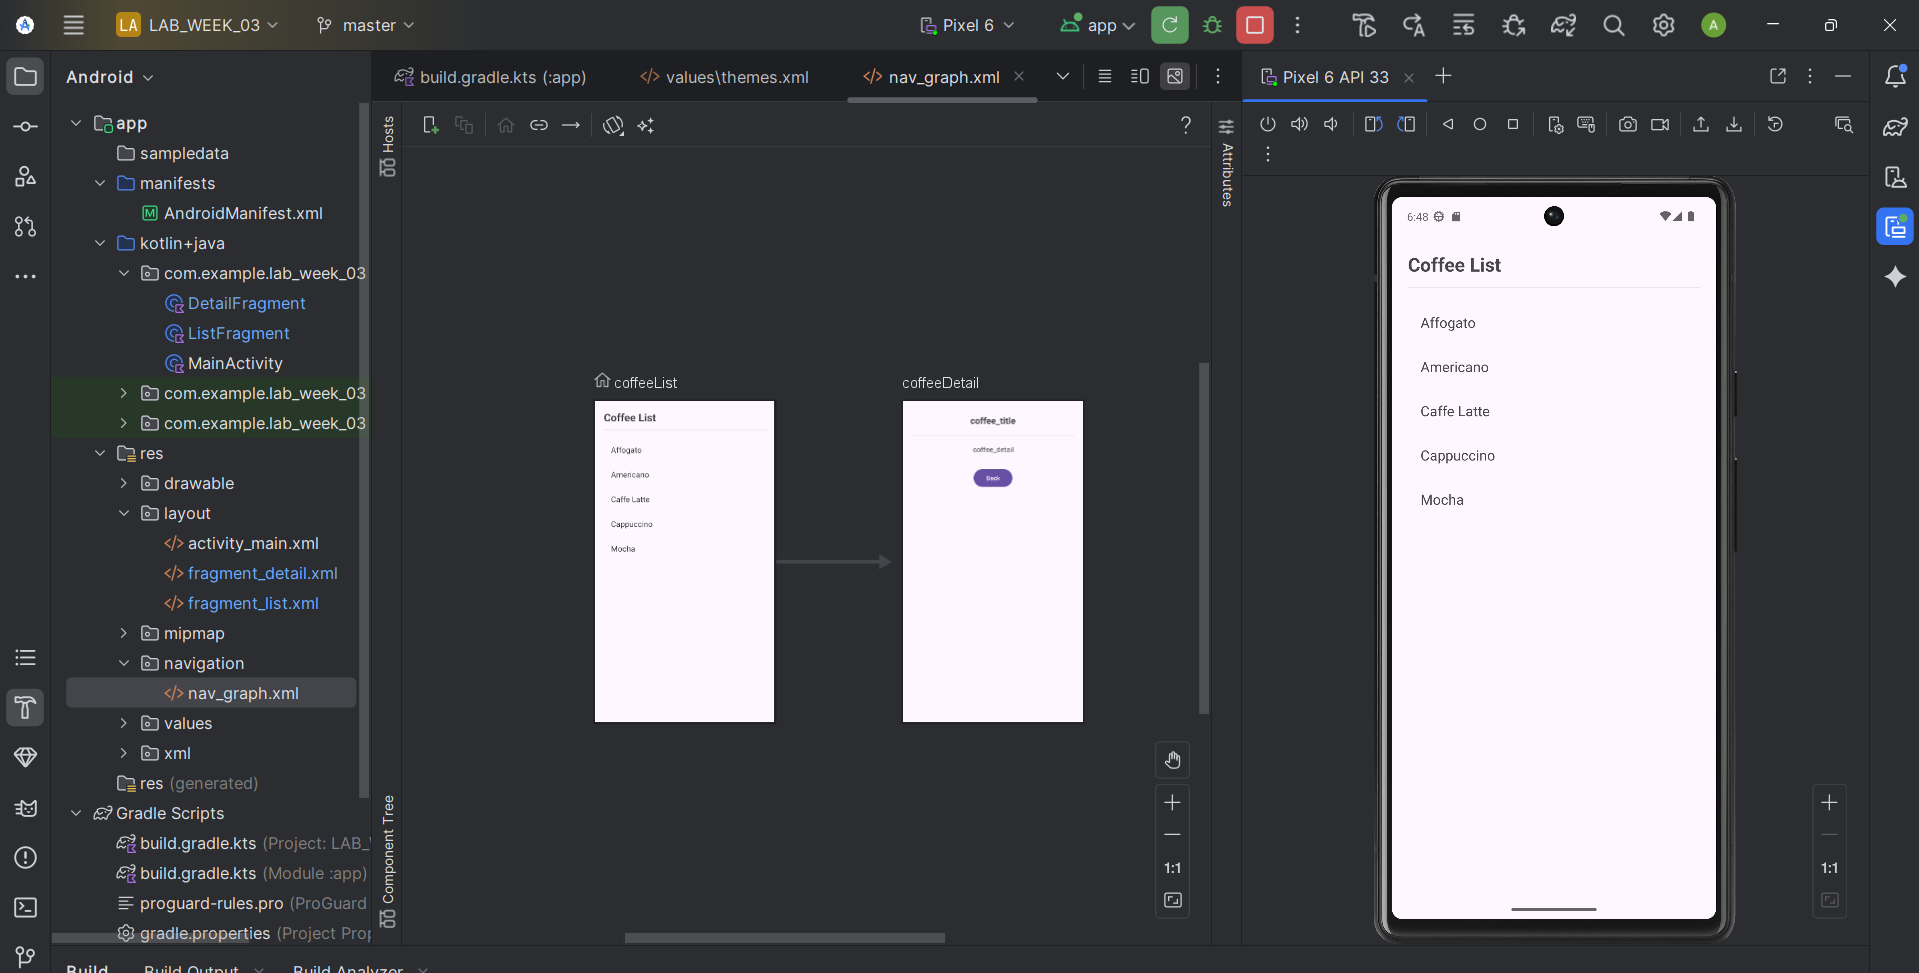 LA LAB_WEEK_03 master Pixel 6 app A
Android
build.gradle.kts (:app) values\themes.xml nav_graph.xml
Pixel 6 API 33
app
sampledata
manifests
AndroidManifest.xml
kotlin+java
com.example.lab_week_03
DetailFragment
ListFragment
MainActivity
com.example.lab_week_03
com.example.lab_week_03
res
drawable
layout
activity_main.xml
fragment_detail.xml
fragment_list.xml
mipmap
navigation
nav_graph.xml
values
xml
res (generated)
Gradle Scripts
build.gradle.kts (Project: LAB_
build.gradle.kts (Module :app)
proguard-rules.pro (ProGuard
gradle.properties (Project Prop
Hosts
Component Tree
coffeeList
Coffee List
Affogato
Americano
Caffe Latte
Cappuccino
Mocha
coffeeDetail
coffee_title
coffee_detail
Back
?
1:1
Attributes
6:48
Coffee List
Affogato
Americano
Caffe Latte
Cappuccino
Mocha
1:1
Build Build Output Build Analyzer